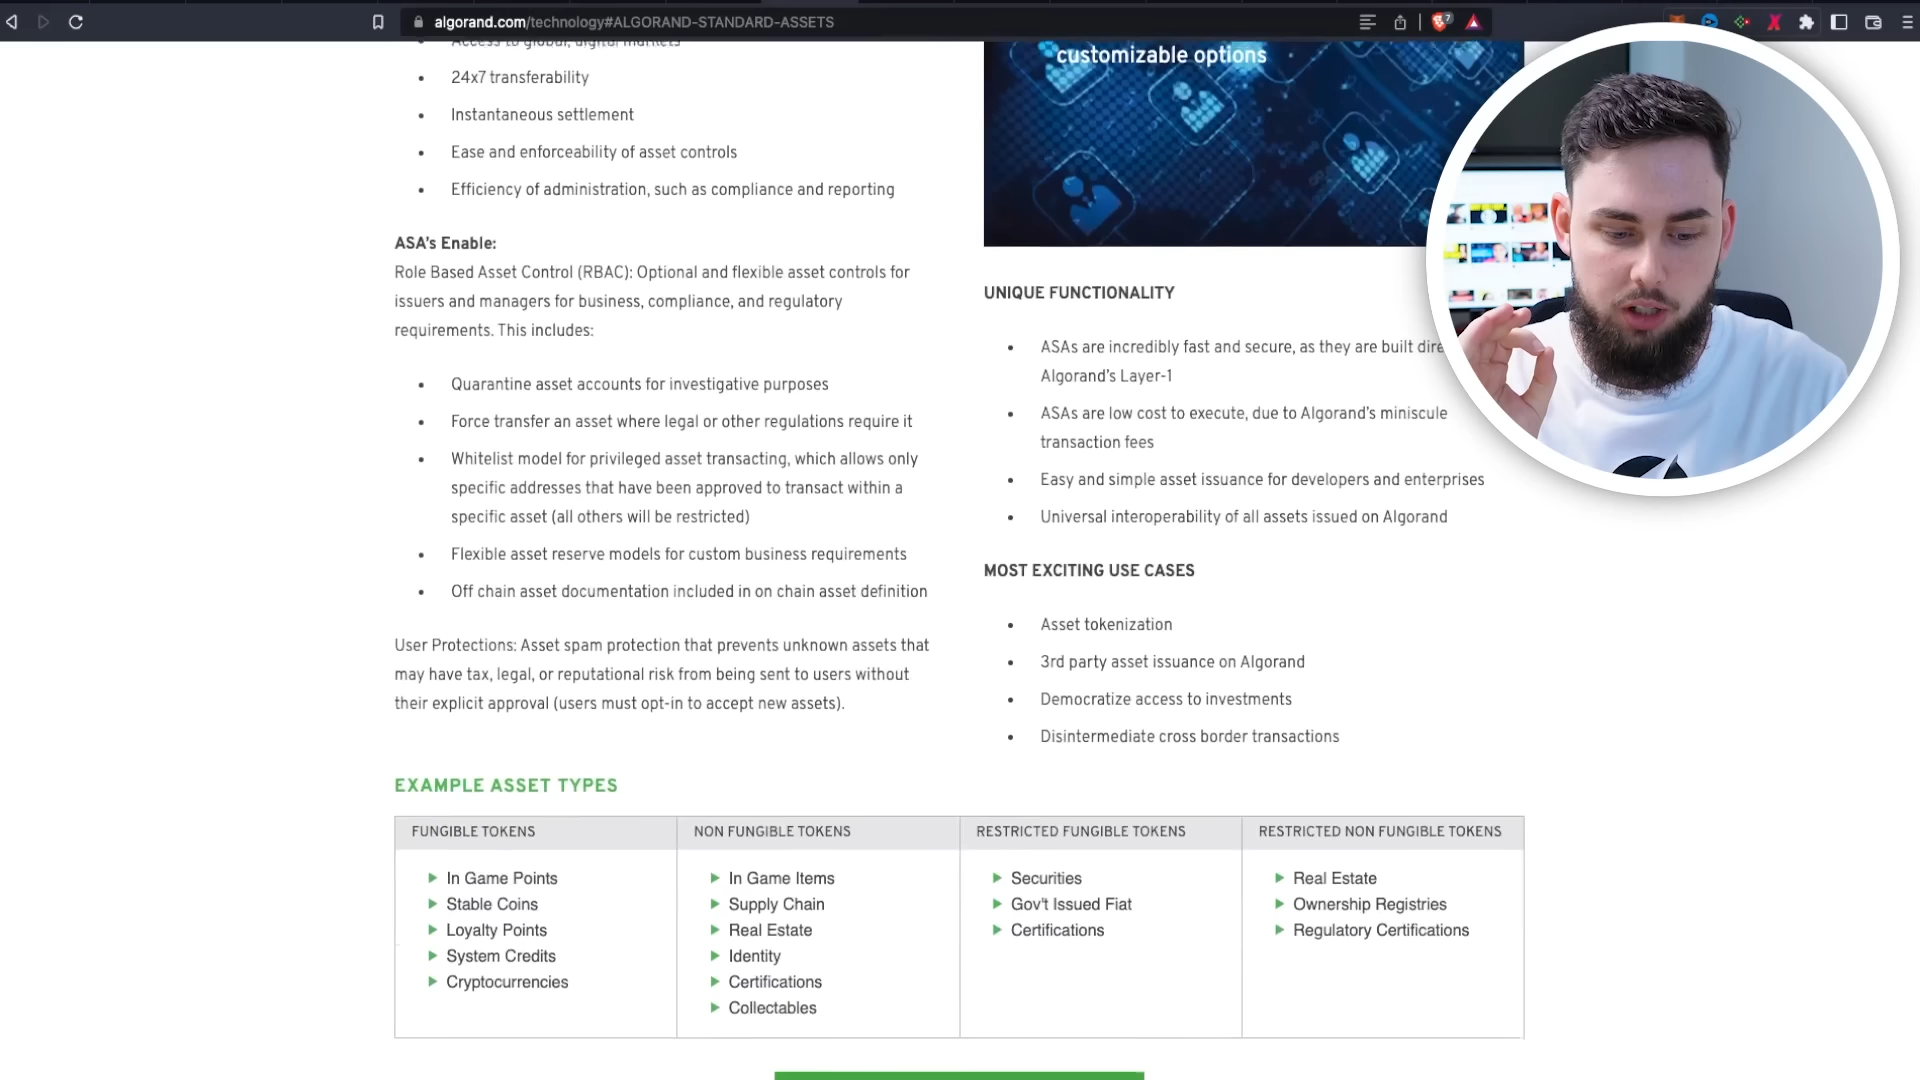 algorand.com/technology#ALGORAND-STANDARD-ASSETS
7
Access to global, digital markets
24x7 transferability
Instantaneous settlement
Ease and enforceability of asset controls
Efficiency of administration, such as compliance and reporting
ASA's Enable:
Role Based Asset Control (RBAC): Optional and flexible asset controls for
issuers and managers for business, compliance, and regulatory
requirements. This includes:
Quarantine asset accounts for investigative purposes
Force transfer an asset where legal or other regulations require it
Whitelist model for privileged asset transacting, which allows only
specific addresses that have been approved to transact within a
specific asset (all others will be restricted)
Flexible asset reserve models for custom business requirements
Off chain asset documentation included in on chain asset definition
User Protections: Asset spam protection that prevents unknown assets that
may have tax, legal, or reputational risk from being sent to users without
their explicit approval (users must opt-in to accept new assets).
customizable options
UNIQUE FUNCTIONALITY
ASAs are incredibly fast and secure, as they are built dire
Algorand's Layer-1
ASAs are low cost to execute, due to Algorand's miniscule
transaction fees
Easy and simple asset issuance for developers and enterprises
Universal interoperability of all assets issued on Algorand
MOST EXCITING USE CASES
Asset tokenization
3rd party asset issuance on Algorand
Democratize access to investments
Disintermediate cross border transactions
EXAMPLE ASSET TYPES
FUNGIBLE TOKENS
In Game Points
Stable Coins
Loyalty Points
System Credits
Cryptocurrencies
NON FUNGIBLE TOKENS
In Game Items
Supply Chain
Real Estate
Identity
Certifications
Collectables
RESTRICTED FUNGIBLE TOKENS
Securities
Gov't Issued Fiat
Certifications
RESTRICTED NON FUNGIBLE TOKENS
Real Estate
Ownership Registries
Regulatory Certifications